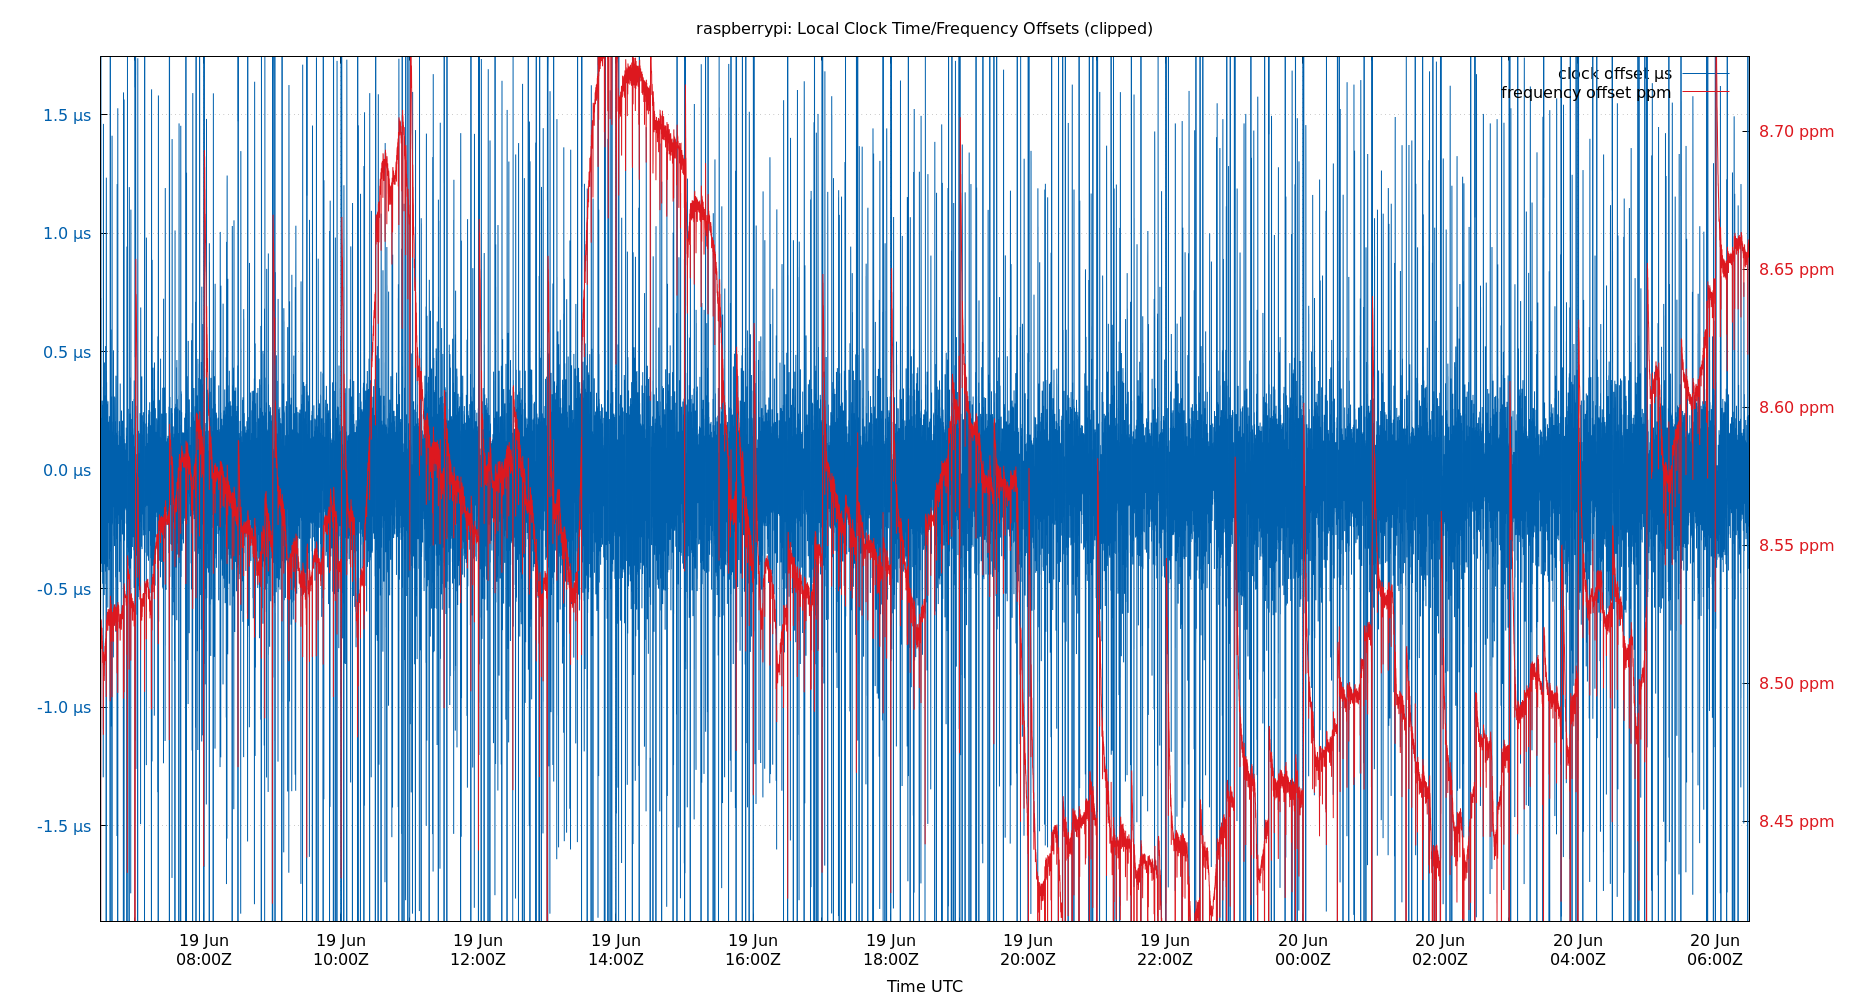 raspberrypi: Local Clock Time/Frequency Offsets (clipped)
clock offset µs
frequency offset ppm
1.5 µs
1.0 µs
0.5 µs
0.0 µs
-0.5 µs
-1.0 µs
-1.5 µs
8.70 ppm
8.65 ppm
8.60 ppm
8.55 ppm
8.50 ppm
8.45 ppm
19 Jun 19 Jun 19 Jun 19 Jun 19 Jun 19 Jun 19 Jun 19 Jun 20 Jun 20 Jun 20 Jun 20 Jun
08:00Z 10:00Z 12:00Z 14:00Z 16:00Z 18:00Z 20:00Z 22:00Z 00:00Z 02:00Z 04:00Z 06:00Z
Time UTC